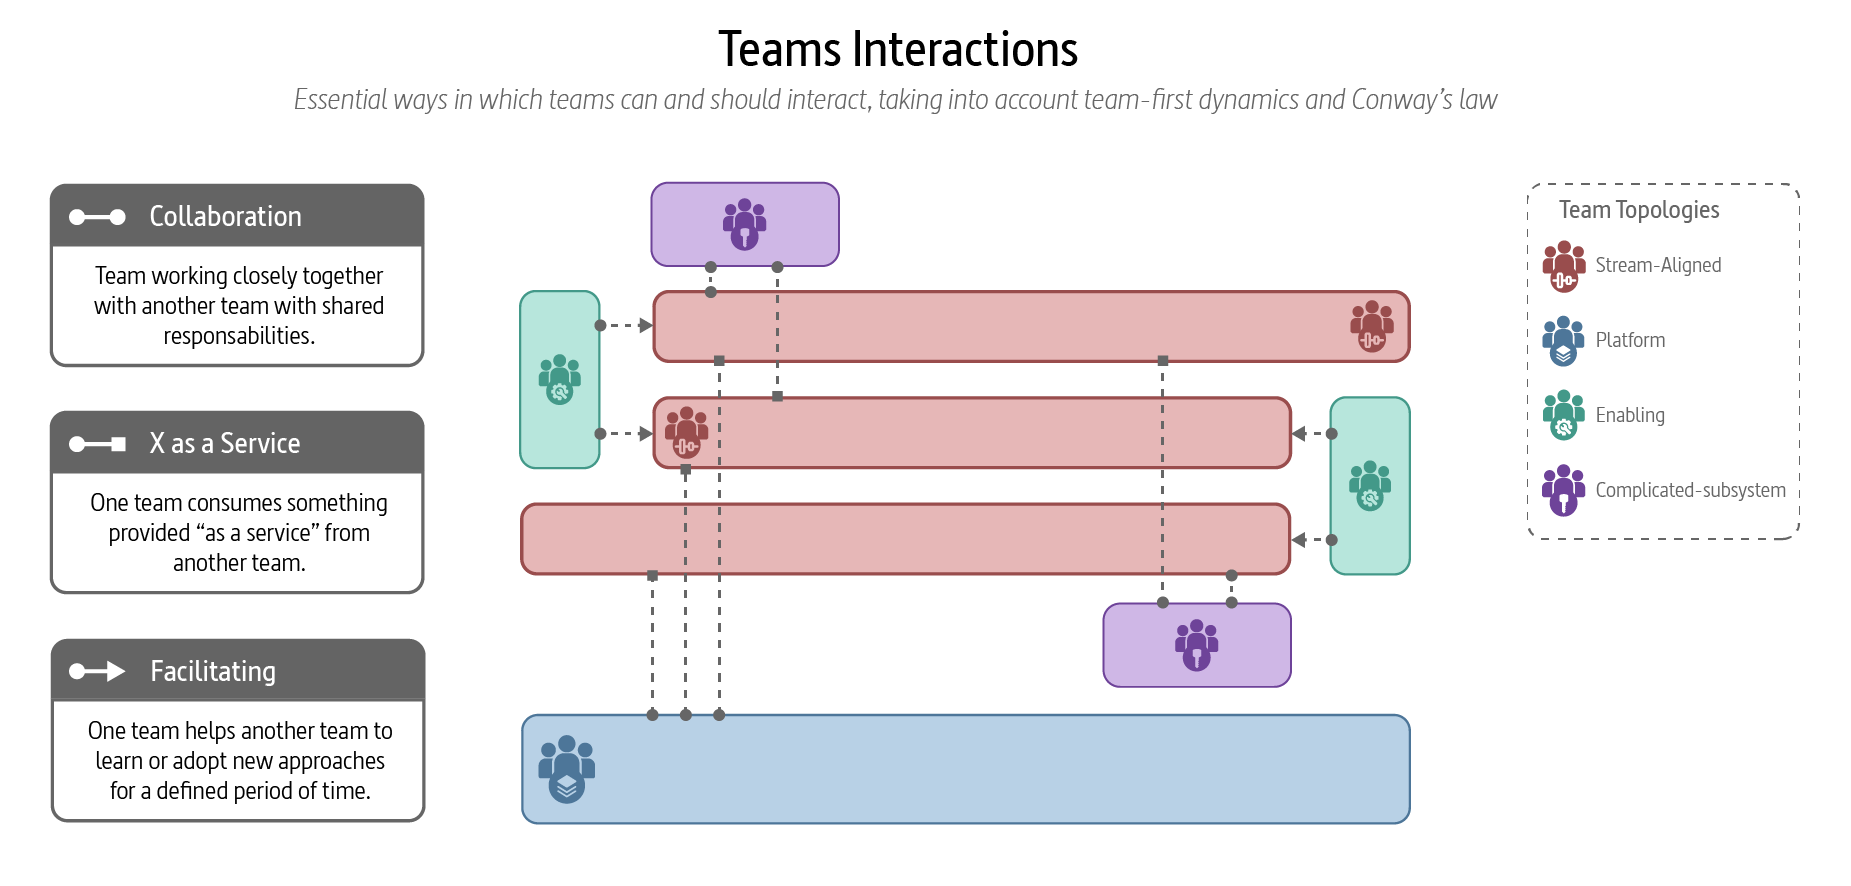 Teams Interactions
Essential ways in which teams can and should interact, taking into account team-first dynamics and Conway's law
Collaboration
Team working closely together
with another team with shared
responsabilities.
X as a Service
One team consumes something
provided “as a service” from
another team.
Facilitating
One team helps another team to
learn or adopt new approaches
for a defined period of time.
Team Topologies
Stream-Aligned
Platform
Enabling
Complicated-subsystem